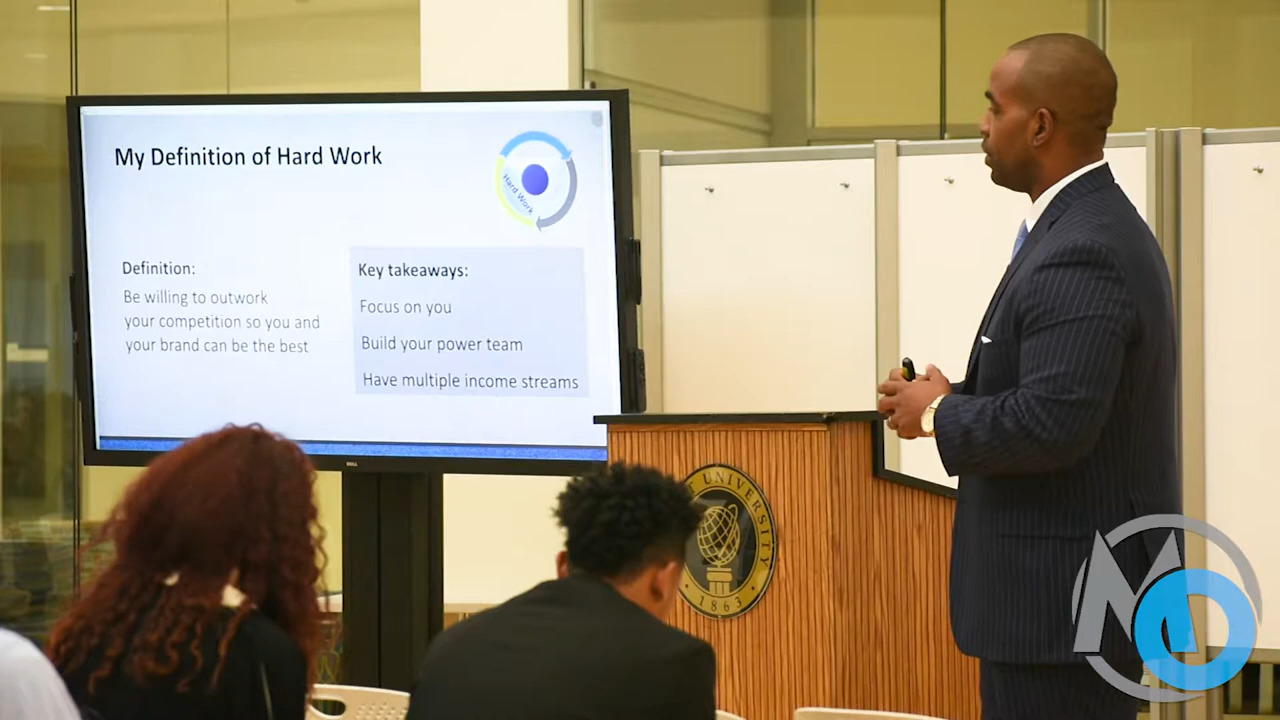 My Definition of Hard Work
Hard Work
Definition:
Be willing to outwork
your competition so you and
your brand can be the best
Key takeaways:
Focus on you
Build your power team
Have multiple income streams
DELL
UNIVERSITY
1863
MO